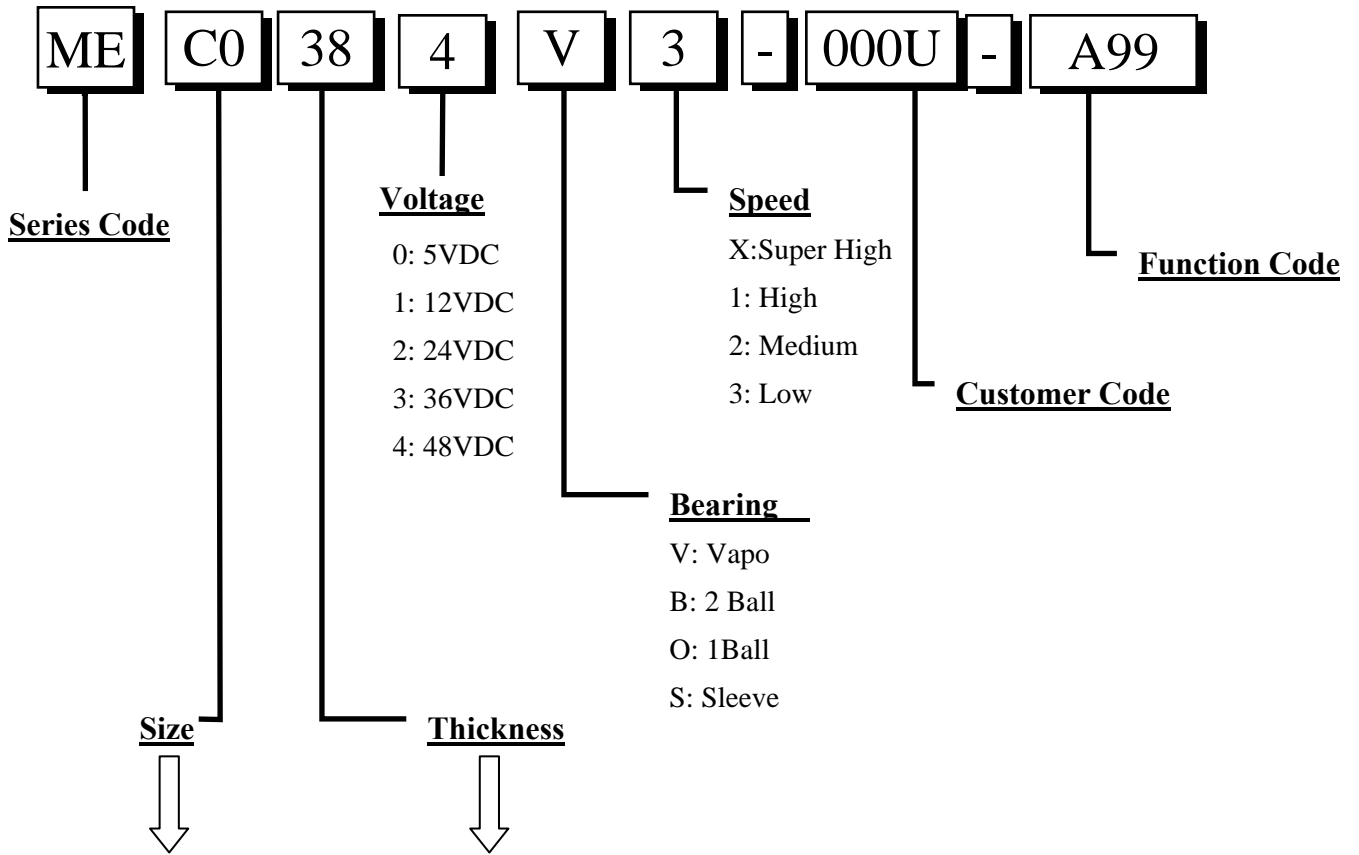 ME C0 38 4 V 3 - 000U - A99
Series Code
Voltage
0: 5VDC
1: 12VDC
2: 24VDC
3: 36VDC
4: 48VDC
Speed
X:Super High
1: High
2: Medium
3: Low
Function Code
Customer Code
Bearing
V: Vapo
B: 2 Ball
O: 1Ball
S: Sleeve
Size
Thickness